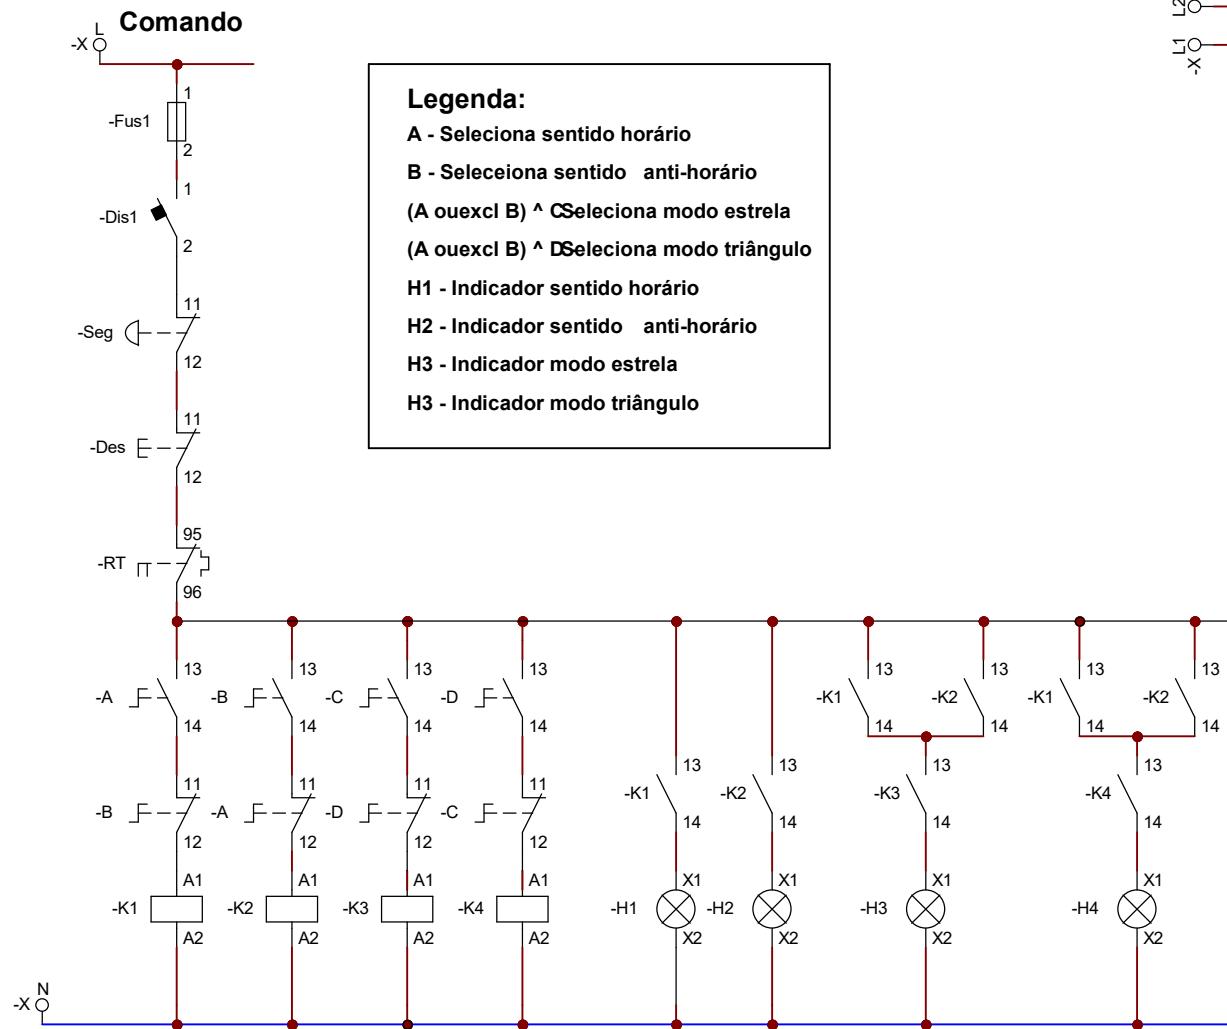 Comando
L
-X
L2
L1
-X
Legenda:
A - Seleciona sentido horário
B - Seleceiona sentido anti-horário
(A ouexcl B) ^ C-Seleciona modo estrela
(A ouexcl B) ^ D-Seleciona modo triângulo
H1 - Indicador sentido horário
H2 - Indicador sentido anti-horário
H3 - Indicador modo estrela
H3 - Indicador modo triângulo
1
-Fus1
2
1
-Dis1
2
11
-Seg
12
11
-Des
12
95
-RT
96
13 13 13 13 13 13 13 13
-A -B -C -D -K1 -K2 -K1 -K2
14 14 14 14 14 14 14 14
11 11 11 11 13 13 13 13
-B -A -D -C -K1 -K2 -K3 -K4
12 12 12 12 14 14 14 14
A1 A1 A1 A1 X1 X1 X1 X1
-K1 -K2 -K3 -K4 -H1 -H2 -H3 -H4
A2 A2 A2 A2 X2 X2 X2 X2
N
-X